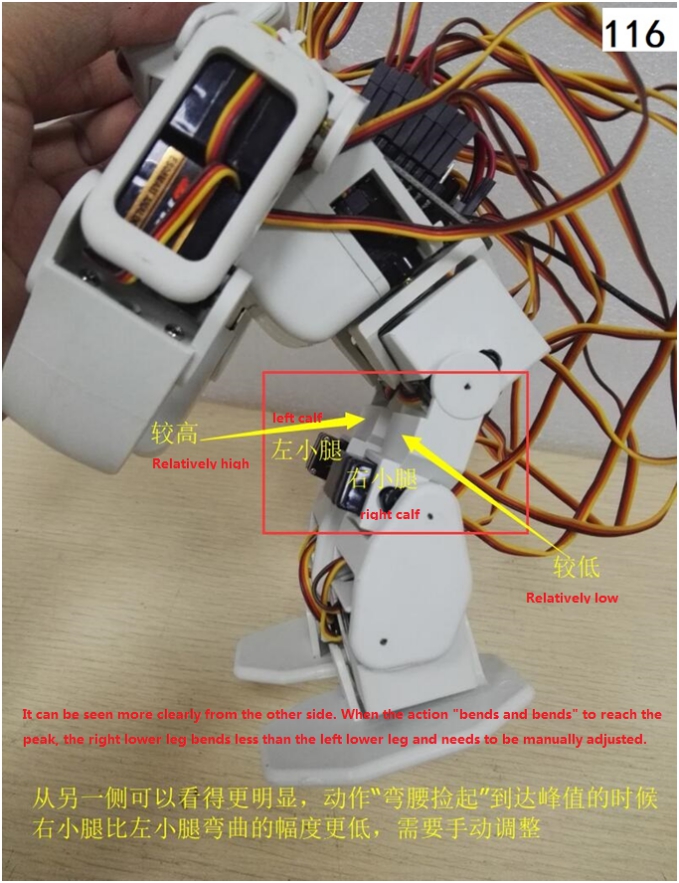 116
left calf
较高
左小腿
Relatively high
右小腿
right calf
较低
Relatively low
It can be seen more clearly from the other side. When the action "bends and bends" to reach the
peak, the right lower leg bends less than the left lower leg and needs to be manually adjusted.
从另一侧可以看得更明显，动作“弯腰捡起”到达峰值的时候
右小腿比左小腿弯曲的幅度更低，需要手动调整